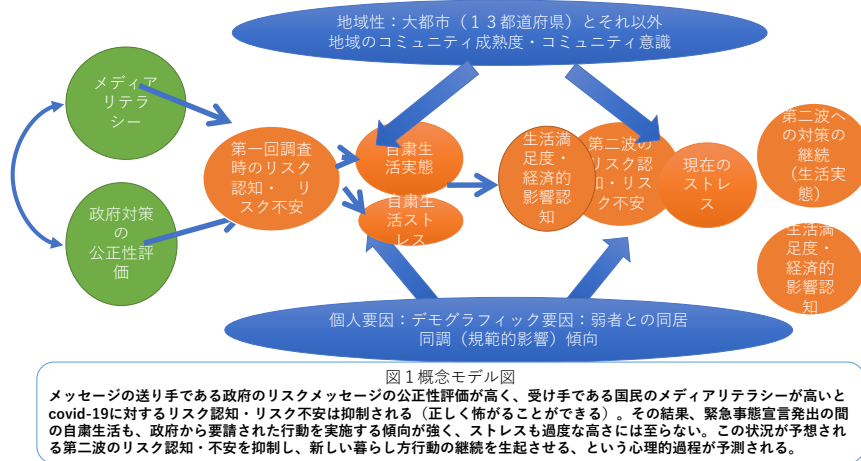 地域性：大都市（１３都道府県）とそれ以外
地域のコミュニティ成熟度・コミュニティ意識
メディア
リテラ
シー
政府対策
の
公正性評
価
第一回調査
時のリスク
認知・　リ
スク不安
自粛生
活実態
自粛生
活スト
レス
生活満
足度・
経済的
影響認
知
第二波の
リスク認
知・リス
ク不安
現在の
ストレ
ス
第二波へ
の対策の
継続
（生活実
態）
生活満
足度・
経済的
影響認
知
個人要因：デモグラフィック要因：弱者との同居
同調（規範的影響）傾向
図１概念モデル図
メッセージの送り手である政府のリスクメッセージの公正性評価が高く、受け手である国民のメディアリテラシーが高いと
covid-19に対するリスク認知・リスク不安は抑制される（正しく怖がることができる）。その結果、緊急事態宣言発出の間
の自粛生活も、政府から要請された行動を実施する傾向が強く、ストレスも過度な高さには至らない。この状況が予想され
る第二波のリスク認知・不安を抑制し、新しい暮らし方行動の継続を生起させる、という心理的過程が予測される。